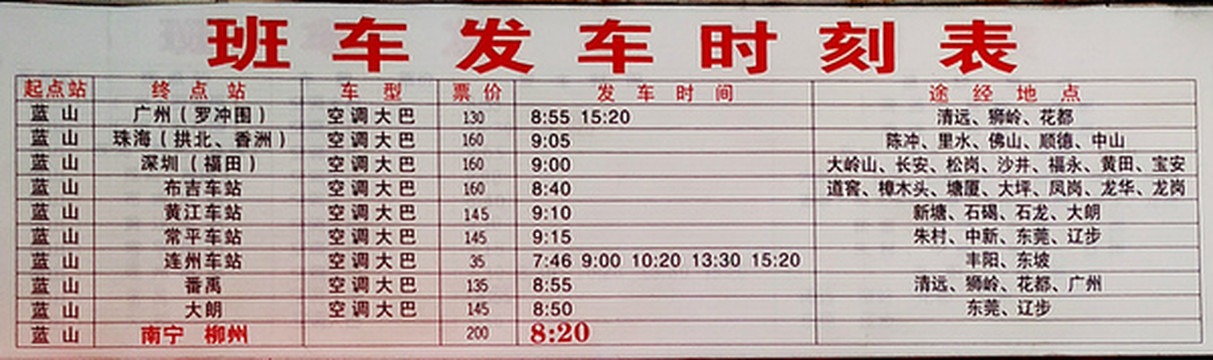 班车发车时刻表
起点站 终点站 车型 票价 发车时间 途经地点
蓝山 广州(罗冲围) 空调大巴 130 8:55 15:20 清远、狮岭、花都
蓝山 珠海(拱北、香洲) 空调大巴 160 9:05 陈冲、里水、佛山、顺德、中山
蓝山 深圳(福田) 空调大巴 160 9:00 大岭山、长安、松岗、沙井、福永、黄田、宝安
蓝山 布吉车站 空调大巴 160 8:40 道窖、樟木头、塘厦、大坪、凤岗、龙华、龙岗
蓝山 黄江车站 空调大巴 145 9:10 新塘、石碣、石龙、大朗
蓝山 常平车站 空调大巴 145 9:15 朱村、中新、东莞、辽步
蓝山 连州车站 空调大巴 35 7:46 9:00 10:20 13:30 15:20 丰阳、东坡
蓝山 番禹 空调大巴 135 8:55 清远、狮岭、花都、广州
蓝山 大朗 空调大巴 145 8:50 东莞、辽步
蓝山 南宁 柳州 200 8:20